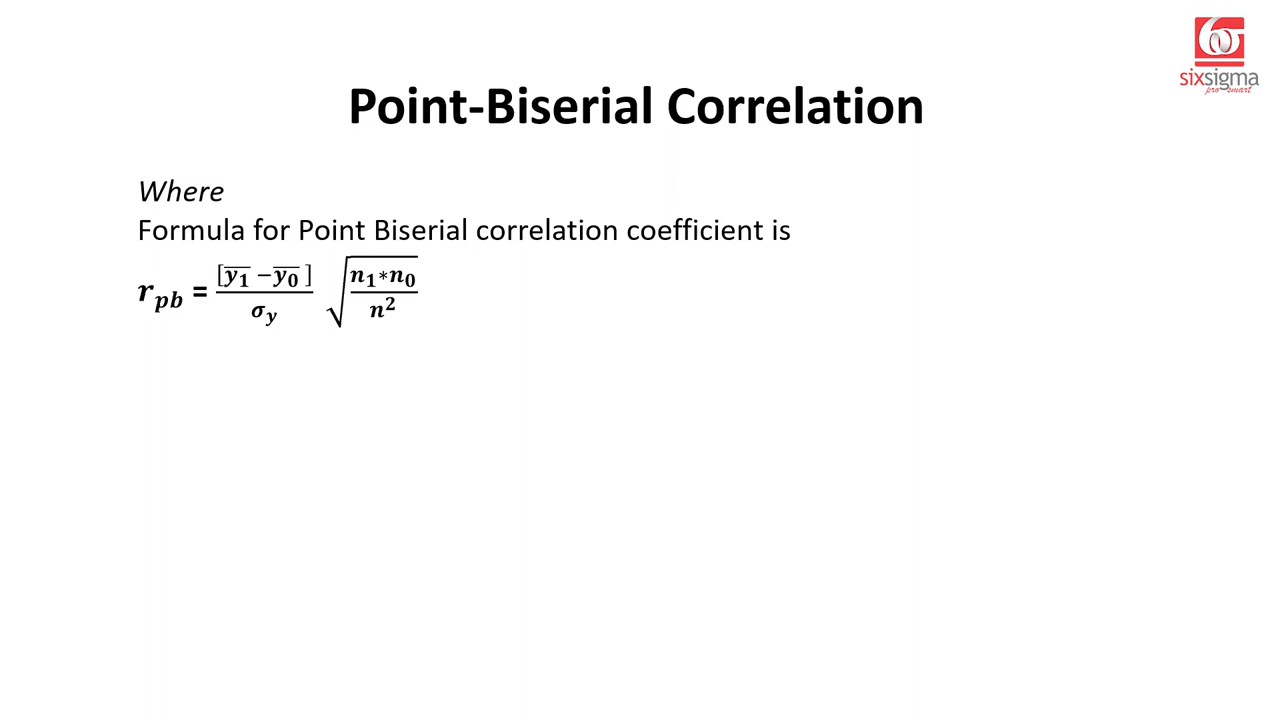 6σ
sixsigma
pro smart
Point-Biserial Correlation
Where
Formula for Point Biserial correlation coefficient is
r_pb = [y̅₁ − y̅₀ ] / σ_y √(n₁*n₀ / n²)